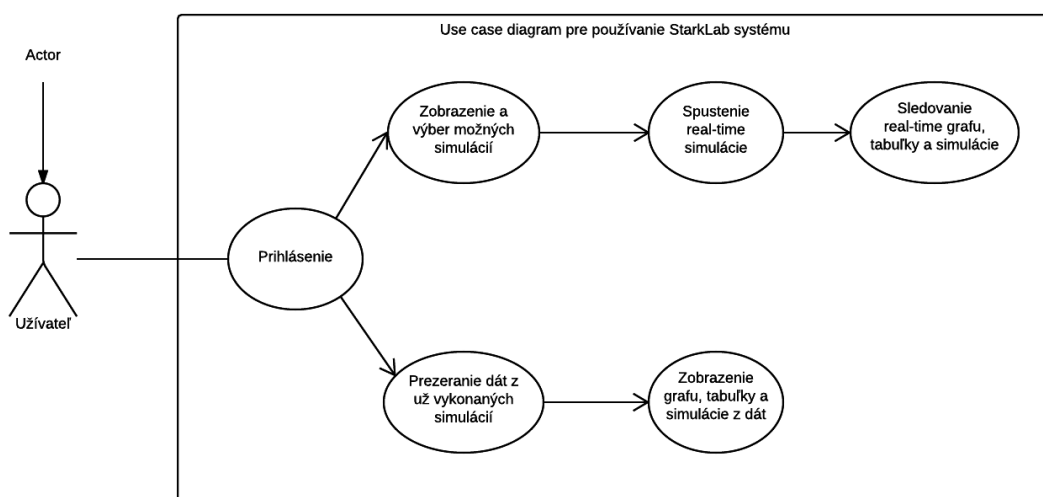 Use case diagram pre používanie StarkLab systému
Actor
Užívateľ
Prihlásenie
Zobrazenie a
výber možných
simulácií
Spustenie
real-time
simulácie
Sledovanie
real-time grafu,
tabuľky a simulácie
Prezeranie dát z
už vykonaných
simulácií
Zobrazenie
grafu, tabuľky a
simulácie z dát